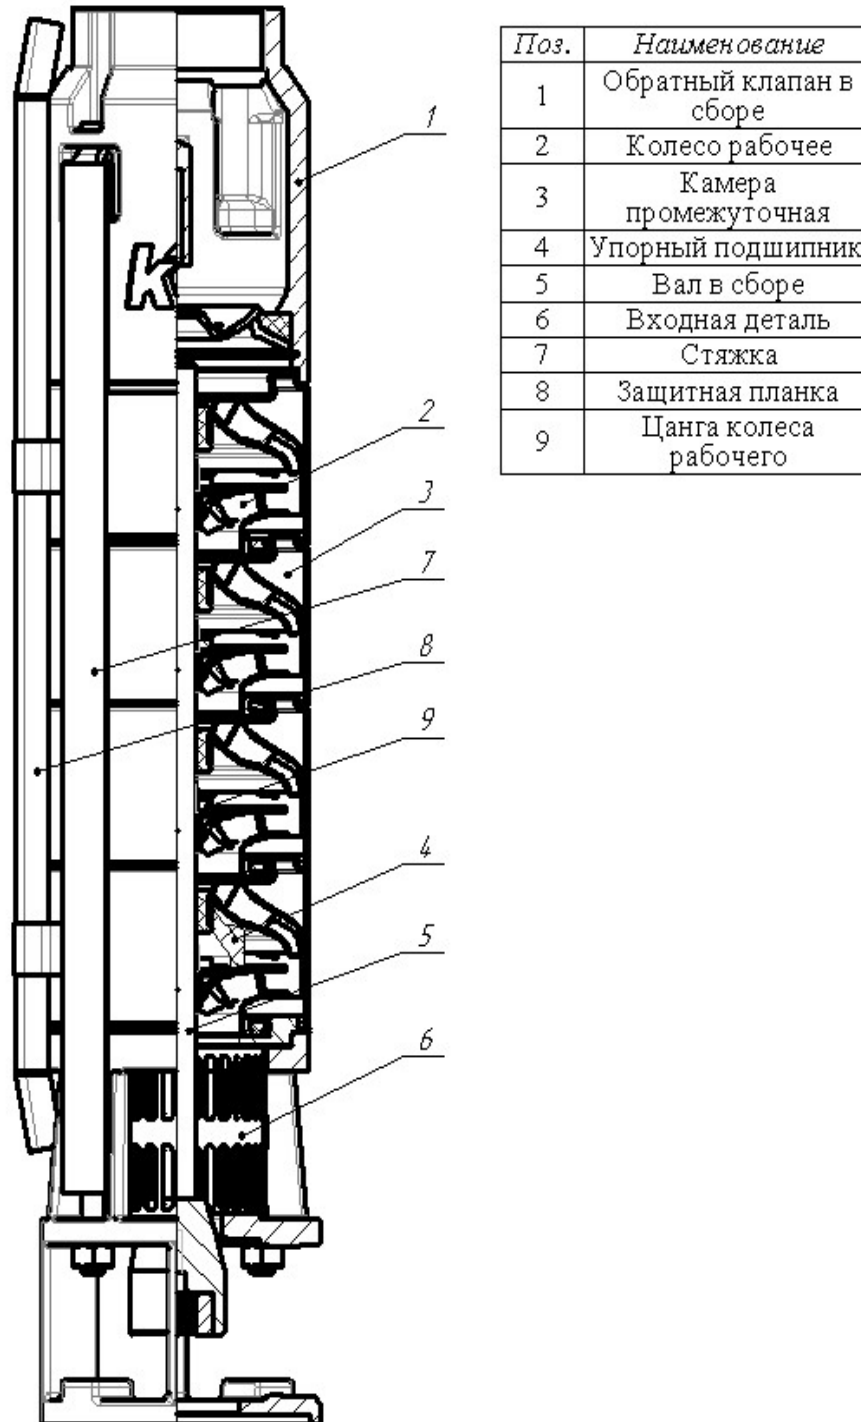 Поз. Наименование
1 Обратный клапан в
сборе
2 Колесо рабочее
3 Камера
промежуточная
4 Упорный подшипник
5 Вал в сборе
6 Входная деталь
7 Стяжка
8 Защитная планка
9 Цанга колеса
рабочего
1
K
2
3
7
8
9
4
5
6